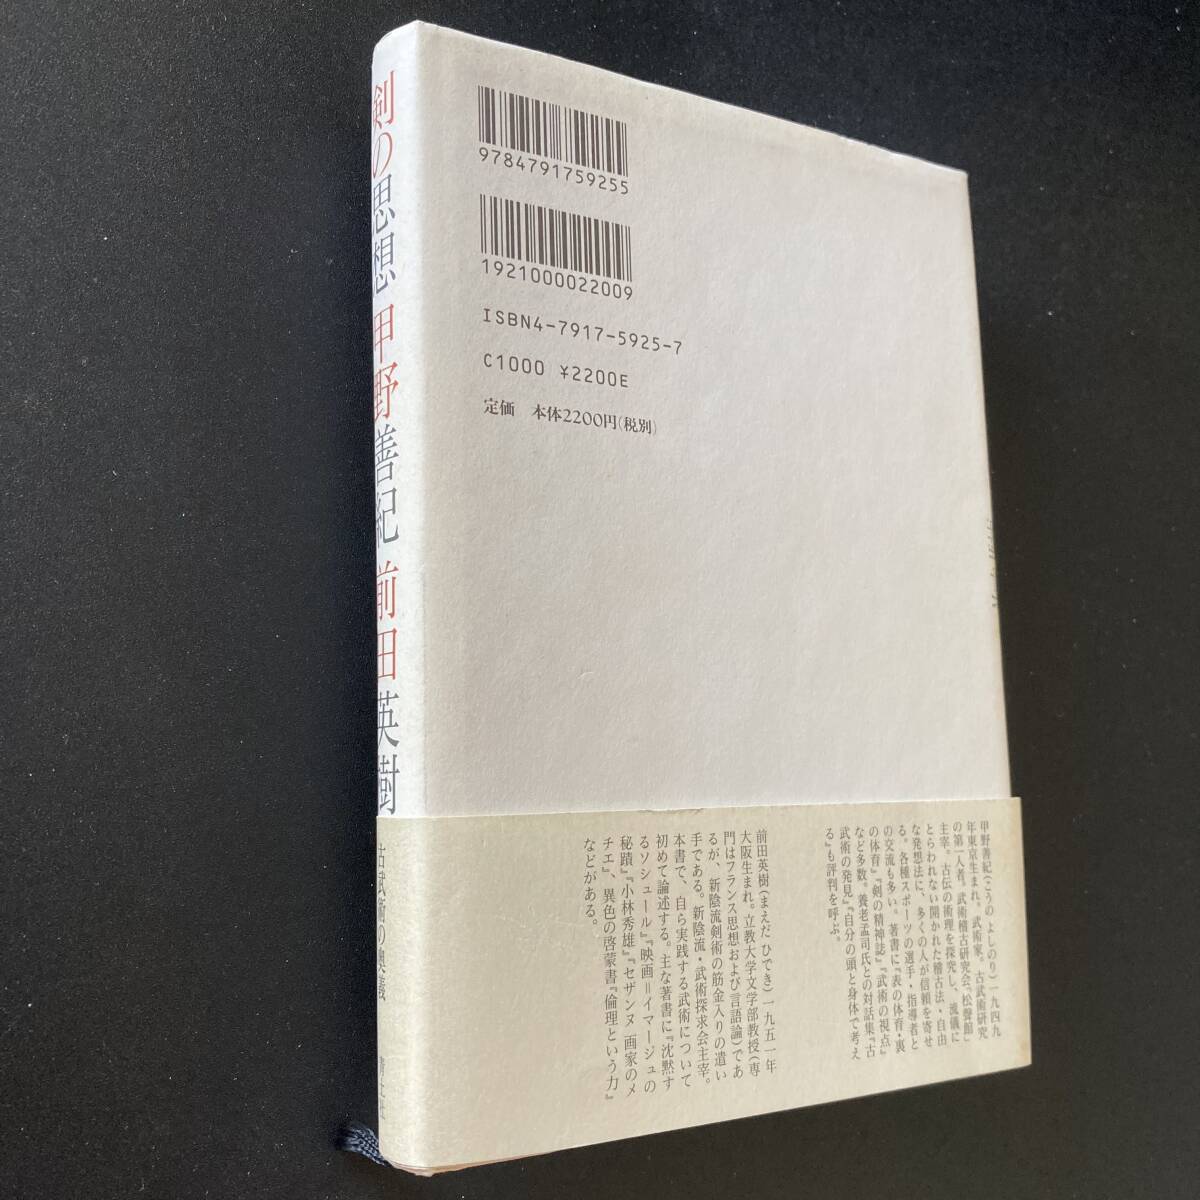 剣の思想 甲野善紀 前田英樹
古武術の奥義
青土社
9784791759255
1921000022009
ISBN4-7917-5925-7
C1000 ¥2200E
定価 本体2200円(税別)
甲野善紀(こうの よしのり)一九四九
年東京生まれ。武術家。古武術研究
の第一人者。武術稽古研究会「松聲館」
主宰。古伝の術理を探究し、流儀に
とらわれない開かれた稽古法・自由
な発想法に、多くの人が信頼を寄せ
る。各種スポーツの選手・指導者と
の交流も多い。著書に『表の体育・裏
の体育』『剣の精神誌』『武術の視点』
など多数。養老孟司氏との対話集『古
武術の発見』『自分の頭と身体で考え
る』も評判を呼ぶ。
前田英樹(まえだ ひでき)一九五一年
大阪生まれ。立教大学文学部教授(専
門はフランス思想および言語論)であ
るが、新陰流剣術の筋金入りの遣い
手である。新陰流・武術探求会主宰。
本書で、自ら実践する武術について
初めて論述する。主な著書に『沈黙す
るソシュール』『映画=イマージュの
秘蹟』『小林秀雄』『セザンヌ 画家のメ
チエ』、異色の啓蒙書『倫理という力』
などがある。